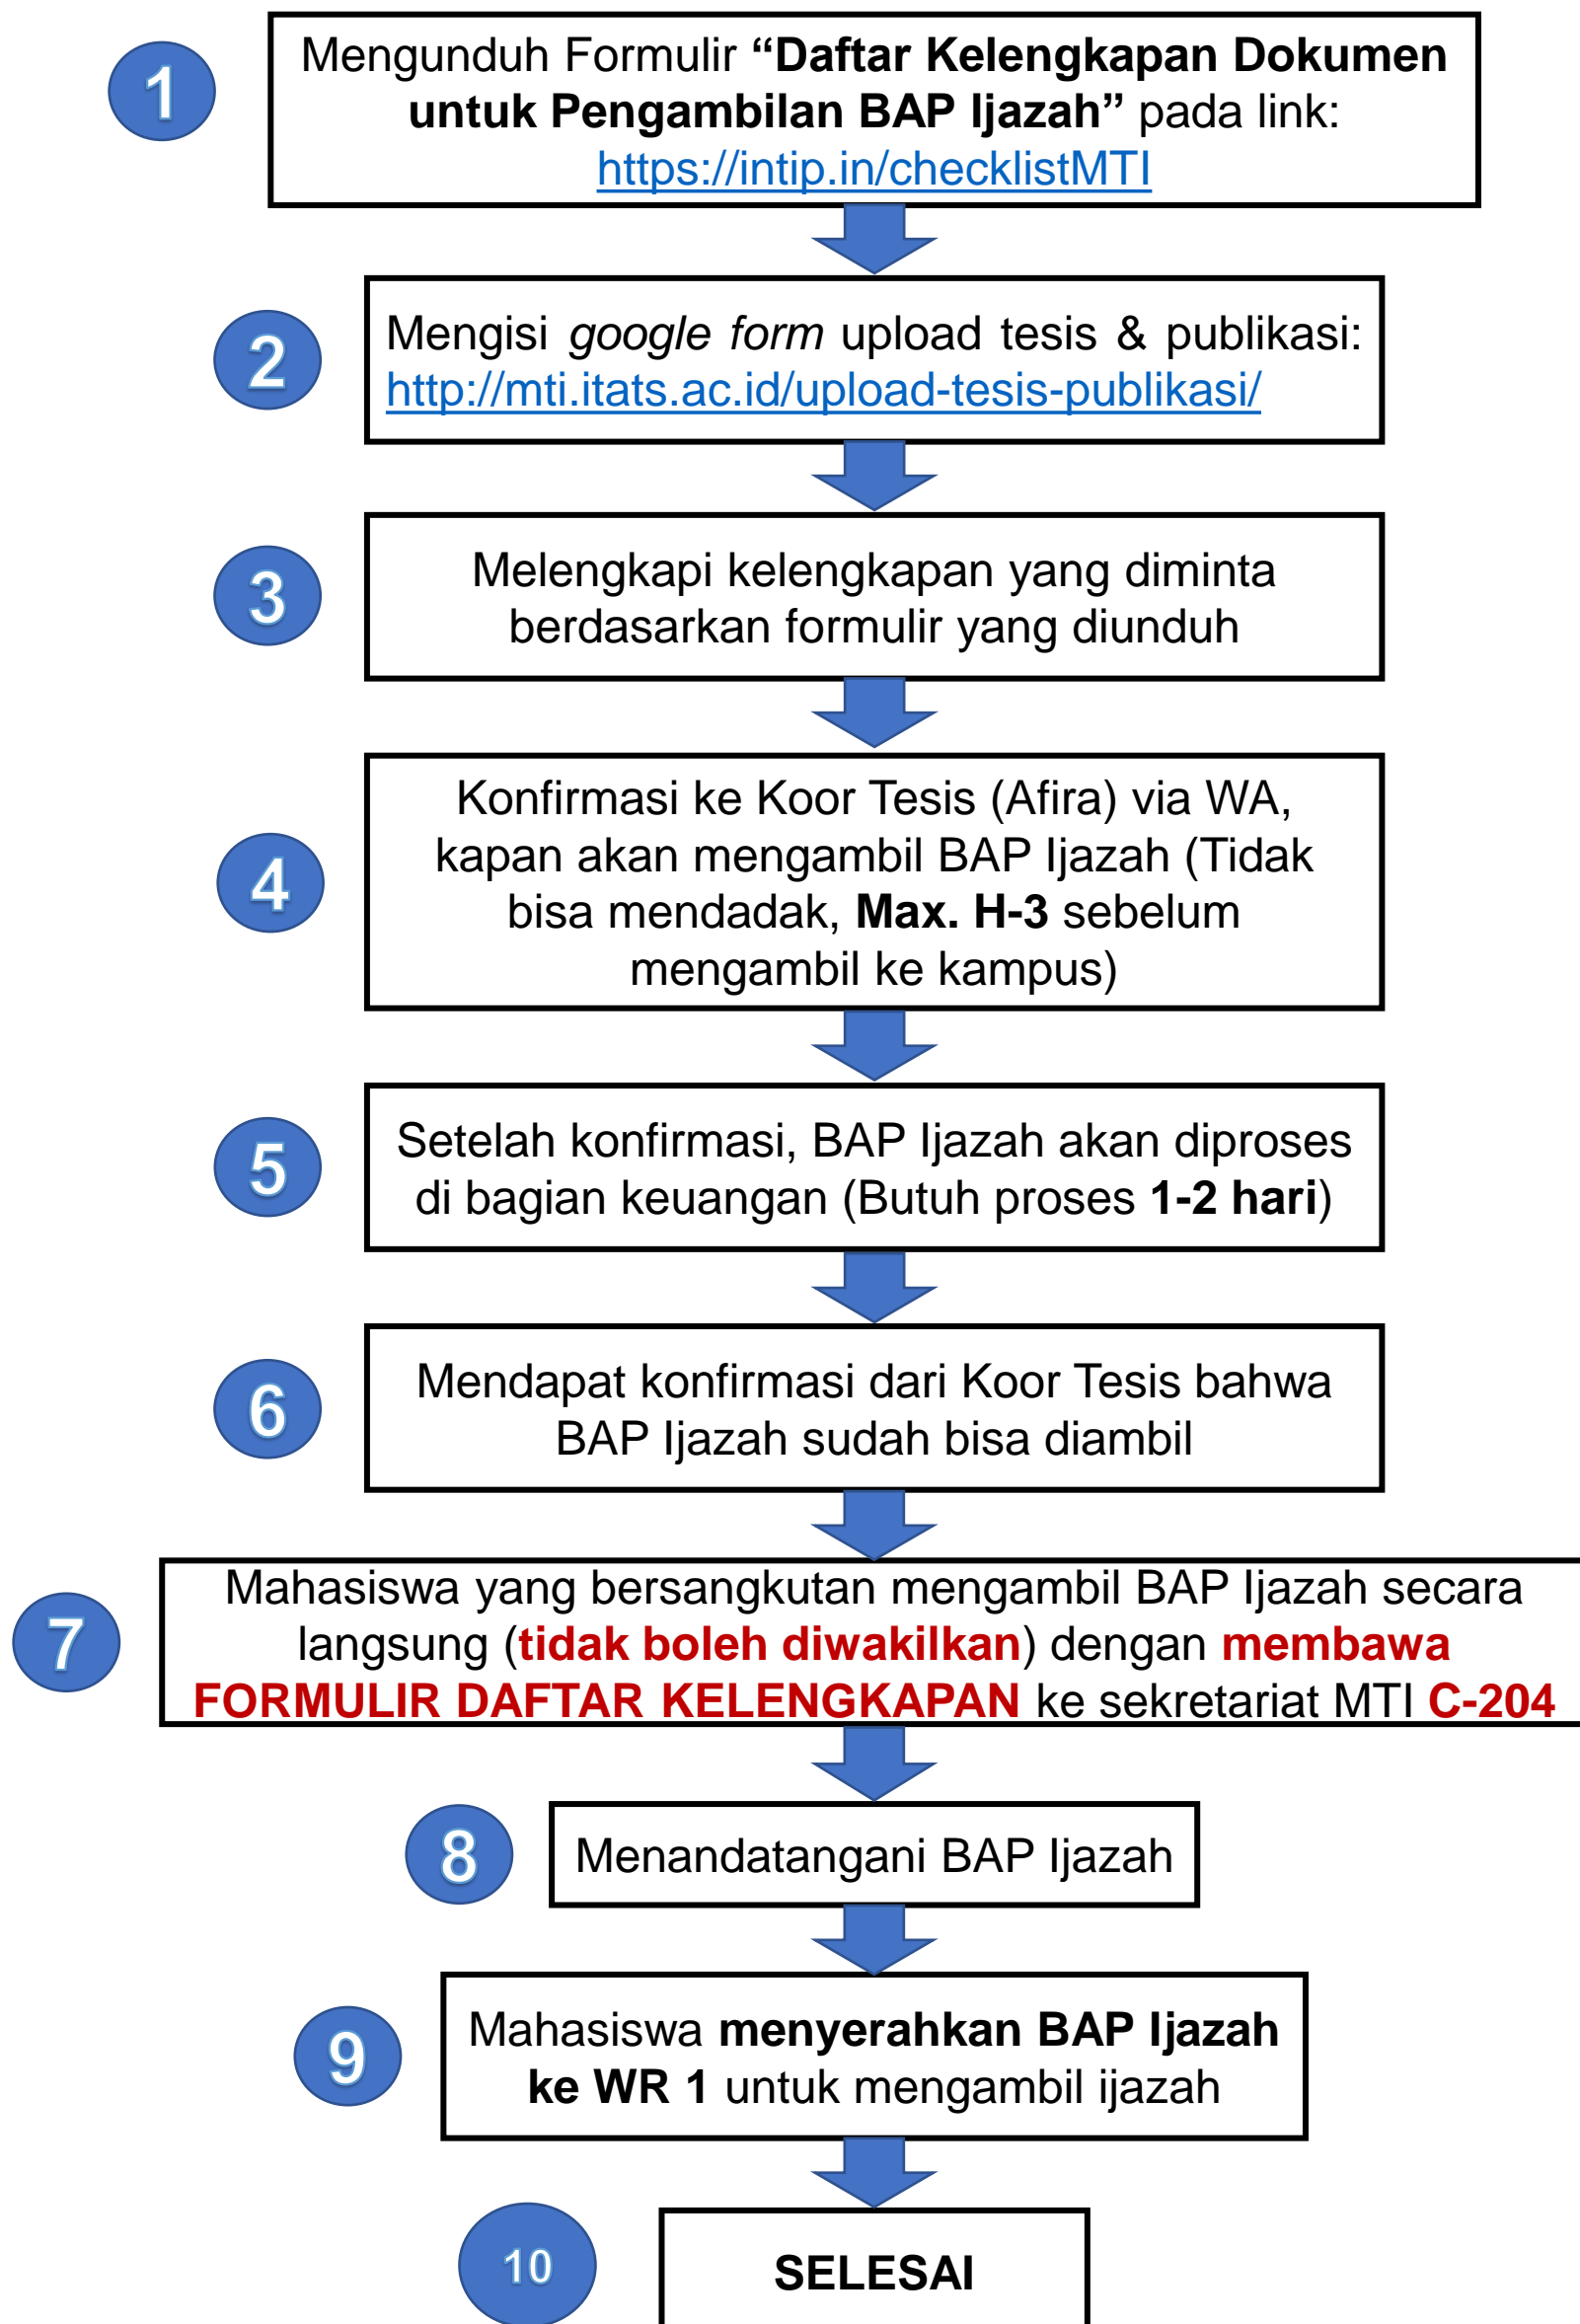 1
Mengunduh Formulir “Daftar Kelengkapan Dokumen
untuk Pengambilan BAP Ijazah” pada link:
https://intip.in/checklistMTI
2
Mengisi google form upload tesis & publikasi:
http://mti.itats.ac.id/upload-tesis-publikasi/
3
Melengkapi kelengkapan yang diminta
berdasarkan formulir yang diunduh
4
Konfirmasi ke Koor Tesis (Afira) via WA,
kapan akan mengambil BAP Ijazah (Tidak
bisa mendadak, Max. H-3 sebelum
mengambil ke kampus)
5
Setelah konfirmasi, BAP Ijazah akan diproses
di bagian keuangan (Butuh proses 1-2 hari)
6
Mendapat konfirmasi dari Koor Tesis bahwa
BAP Ijazah sudah bisa diambil
7
Mahasiswa yang bersangkutan mengambil BAP Ijazah secara
langsung (tidak boleh diwakilkan) dengan membawa
FORMULIR DAFTAR KELENGKAPAN ke sekretariat MTI C-204
8
Menandatangani BAP Ijazah
9
Mahasiswa menyerahkan BAP Ijazah
ke WR 1 untuk mengambil ijazah
10
SELESAI